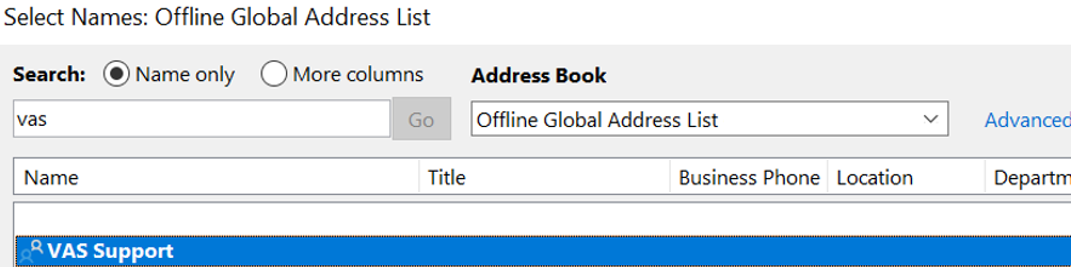 Select Names: Offline Global Address List
Search: Name only More columns Address Book
vas Go Offline Global Address List Advanced
Name Title Business Phone Location Departm
VAS Support